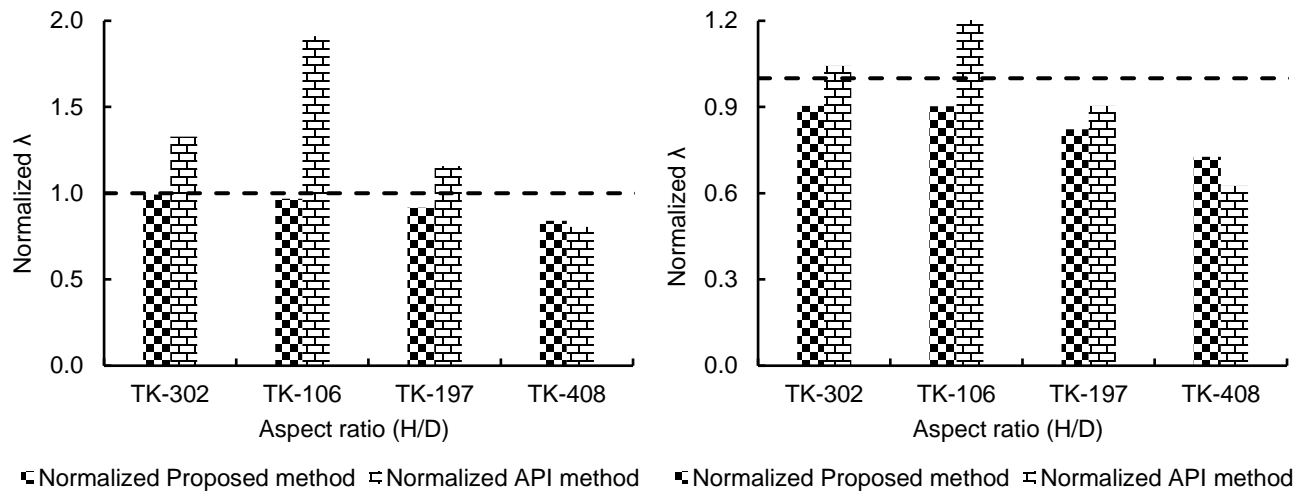 2.0
1.5
1.0
0.5
0.0
Normalized λ
TK-302 TK-106 TK-197 TK-408
Aspect ratio (H/D)
Normalized Proposed method Normalized API method
1.2
0.9
0.6
0.3
0.0
Normalized λ
TK-302 TK-106 TK-197 TK-408
Aspect ratio (H/D)
Normalized Proposed method Normalized API method